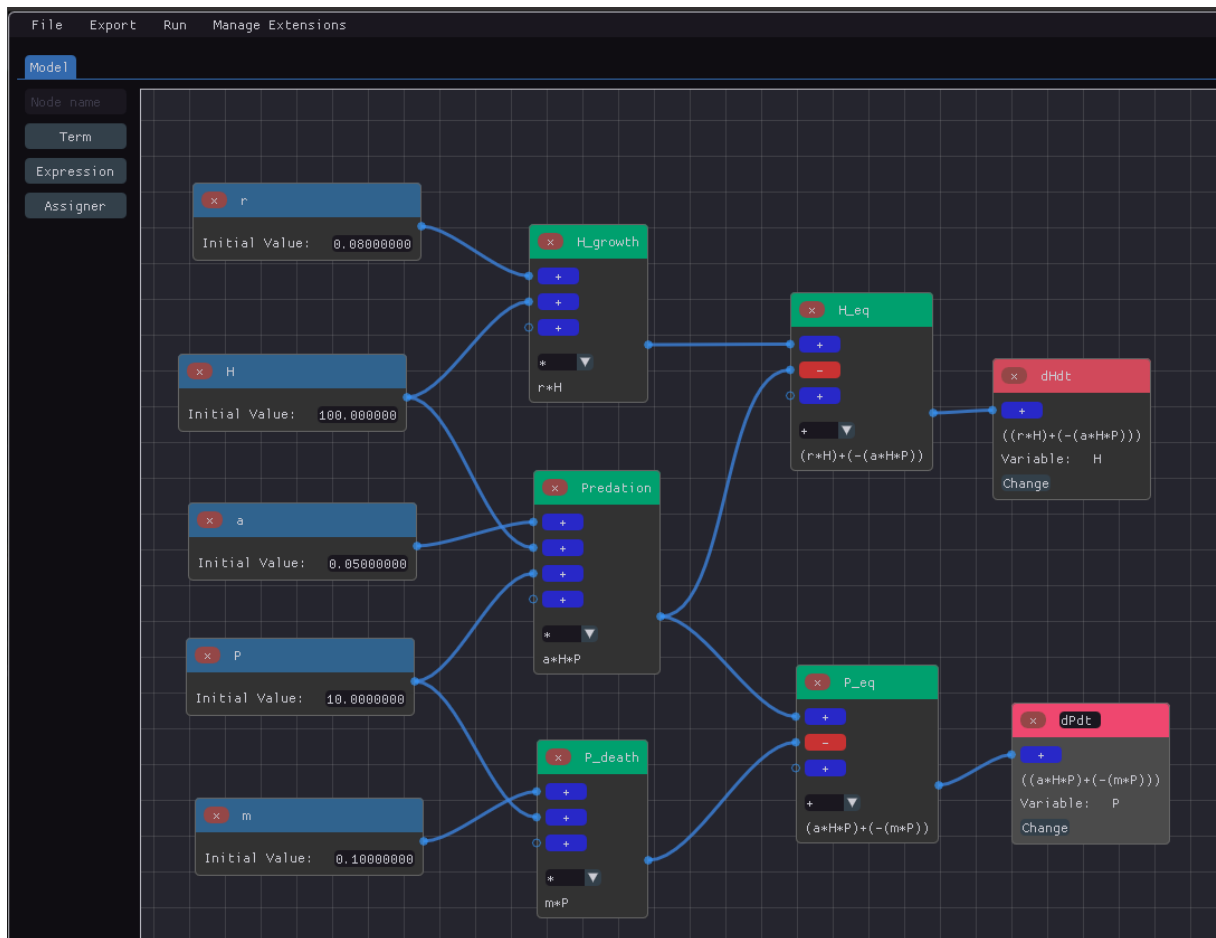 File Export Run Manage Extensions
Model
Node name
Term
Expression
Assigner
× r
Initial Value: 0.08000000
× H
Initial Value: 100.000000
× a
Initial Value: 0.05000000
× P
Initial Value: 10.0000000
× m
Initial Value: 0.10000000
× H_growth
+
+
+
* ▼
r*H
× Predation
+
+
+
+
* ▼
a*H*P
× P_death
+
+
+
* ▼
m*P
× H_eq
+
-
+
+ ▼
(r*H)+(-(a*H*P))
× P_eq
+
-
+
+ ▼
(a*H*P)+(-(m*P))
× dHdt
+
((r*H)+(-(a*H*P)))
Variable: H
Change
× dPdt
+
((a*H*P)+(-(m*P)))
Variable: P
Change